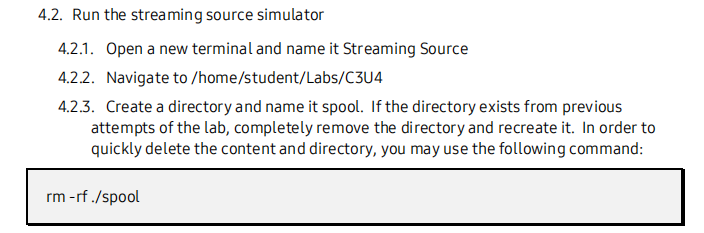 4.2. Run the streaming source simulator
4.2.1. Open a new terminal and name it Streaming Source
4.2.2. Navigate to /home/student/Labs/C3U4
4.2.3. Create a directory and name it spool. If the directory exists from previous
attempts of the lab, completely remove the directory and recreate it. In order to
quickly delete the content and directory, you may use the following command:
rm -rf ./spool